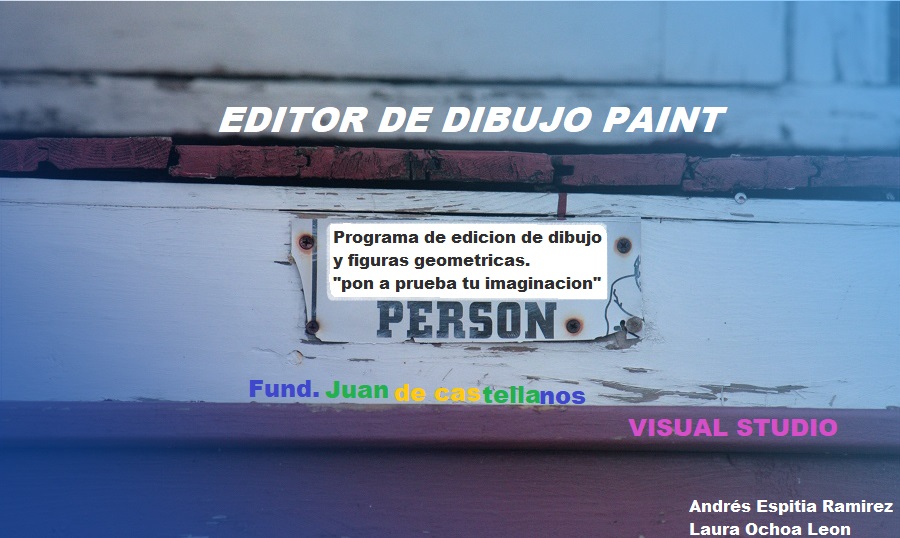 EDITOR DE DIBUJO PAINT
Programa de edicion de dibujo
y figuras geometricas.
"pon a prueba tu imaginacion"
PERSON
Fund. Juan de castellanos
VISUAL STUDIO
Andrés Espitia Ramirez
Laura Ochoa Leon